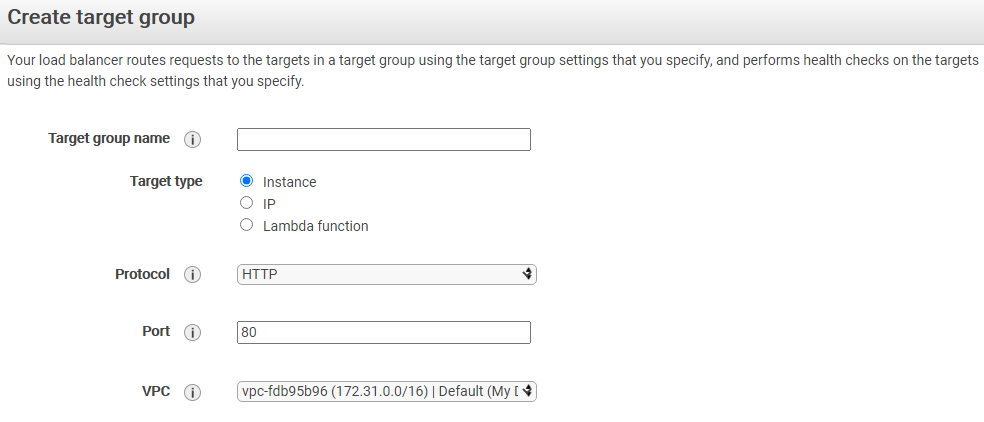 Create target group
Your load balancer routes requests to the targets in a target group using the target group settings that you specify, and performs health checks on the targets
using the health check settings that you specify.
Target group name i
Target type Instance
IP
Lambda function
Protocol i HTTP
Port i 80
VPC i vpc-fdb95b96 (172.31.0.0/16) | Default (My